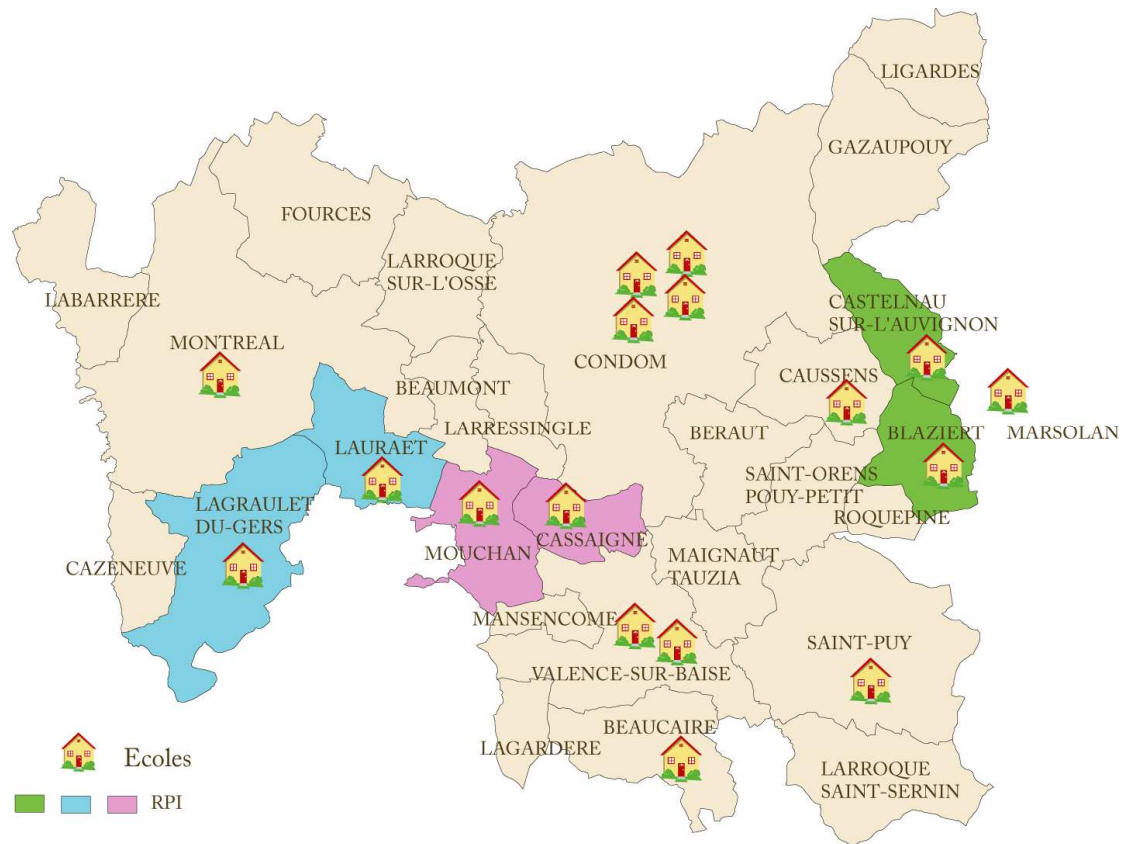 LIGARDES
GAZAUPOUY
FOURCES
LARROQUE
SUR-L'OSSE
LABARRERE
CASTELNAU
SUR-L'AUVIGNON
MONTREAL
CONDOM
CAUSSENS
BEAUMONT
LARRESSINGLE
BERAUT
BLAZIERT
MARSOLAN
LAURAET
SAINT-ORENS
POUY-PETIT
LAGRAULET
DU-GERS
ROQUEPINE
CASSAIGNE
MOUCHAN
MAIGNAUT
TAUZIA
CAZENEUVE
MANSENCOME
SAINT-PUY
VALENCE-SUR-BAISE
BEAUCAIRE
LAGARDERE
LARROQUE
SAINT-SERNIN
Ecoles
RPI